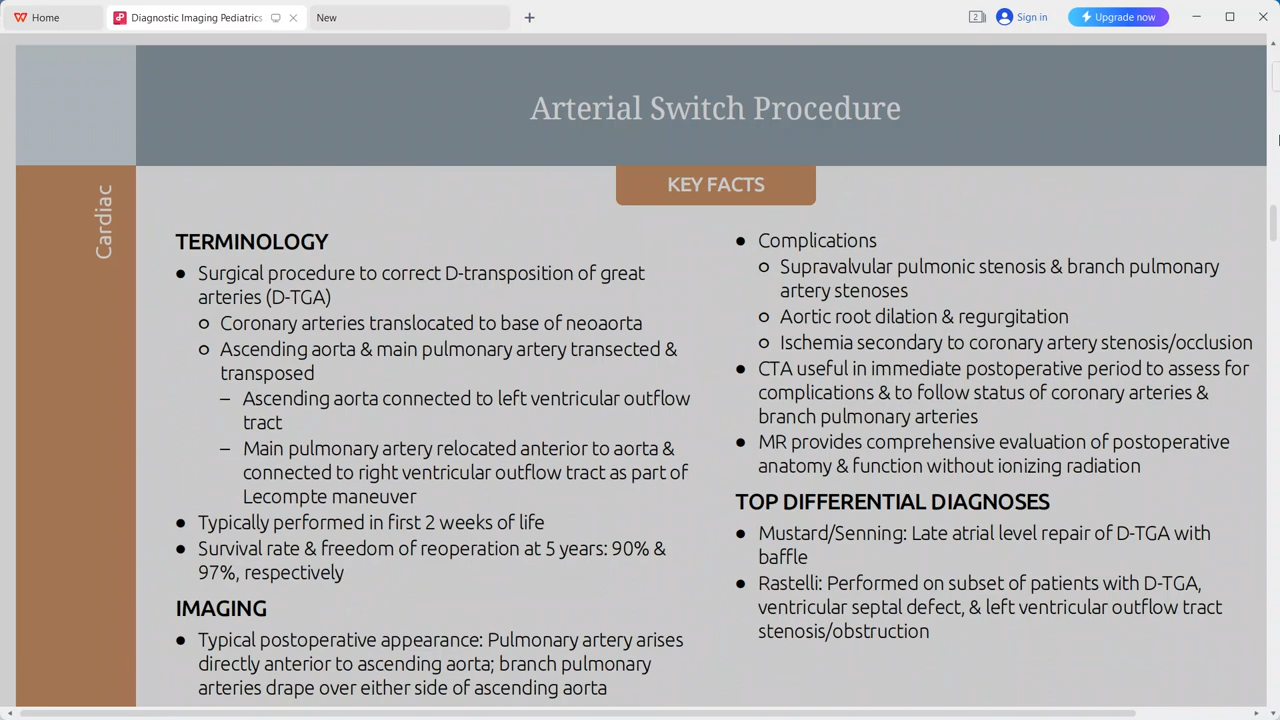 Home
Diagnostic Imaging Pediatrics
New
2
Sign in
Upgrade now
Arterial Switch Procedure
Cardiac
KEY FACTS
TERMINOLOGY
● Surgical procedure to correct D-transposition of great
arteries (D-TGA)
○ Coronary arteries translocated to base of neoaorta
○ Ascending aorta & main pulmonary artery transected &
transposed
– Ascending aorta connected to left ventricular outflow
tract
– Main pulmonary artery relocated anterior to aorta &
connected to right ventricular outflow tract as part of
Lecompte maneuver
● Typically performed in first 2 weeks of life
● Survival rate & freedom of reoperation at 5 years: 90% &
97%, respectively
IMAGING
● Typical postoperative appearance: Pulmonary artery arises
directly anterior to ascending aorta; branch pulmonary
arteries drape over either side of ascending aorta
● Complications
○ Supravalvular pulmonic stenosis & branch pulmonary
artery stenoses
○ Aortic root dilation & regurgitation
○ Ischemia secondary to coronary artery stenosis/occlusion
● CTA useful in immediate postoperative period to assess for
complications & to follow status of coronary arteries &
branch pulmonary arteries
● MR provides comprehensive evaluation of postoperative
anatomy & function without ionizing radiation
TOP DIFFERENTIAL DIAGNOSES
● Mustard/Senning: Late atrial level repair of D-TGA with
baffle
● Rastelli: Performed on subset of patients with D-TGA,
ventricular septal defect, & left ventricular outflow tract
stenosis/obstruction